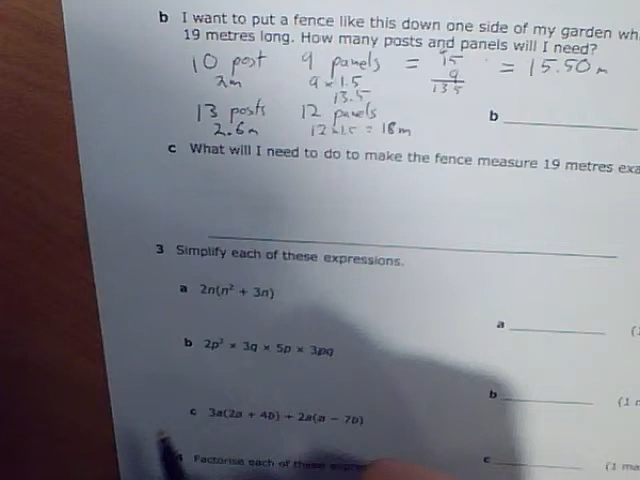 b I want to put a fence like this down one side of my garden
19 metres long. How many posts and panels will I need?
10 post 9 panels = 15 = 15.50m
2m 9 x 1.5 9
13.5 13 5
13 posts 12 panels b
2.6m 12x1.5 = 18m
c What will I need to do to make the fence measure 19 metres
3 Simplify each of these expressions.
a 2n(n² + 3n)
a (1
b 2p² × 3q × 5p × 3pq
b (1
c 3a(2a + 4b) + 2a(a − 7b)
4 Factorise each of these c (1